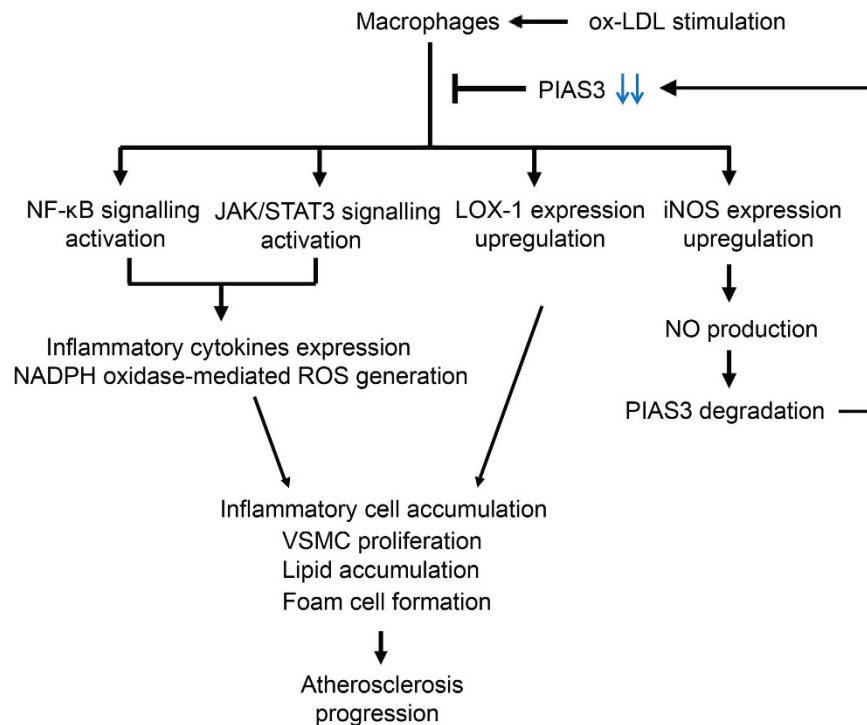 Macrophages
ox-LDL stimulation
PIAS3
NF-κB signalling
activation
JAK/STAT3 signalling
activation
LOX-1 expression
upregulation
iNOS expression
upregulation
Inflammatory cytokines expression
NADPH oxidase-mediated ROS generation
NO production
PIAS3 degradation
Inflammatory cell accumulation
VSMC proliferation
Lipid accumulation
Foam cell formation
Atherosclerosis
progression